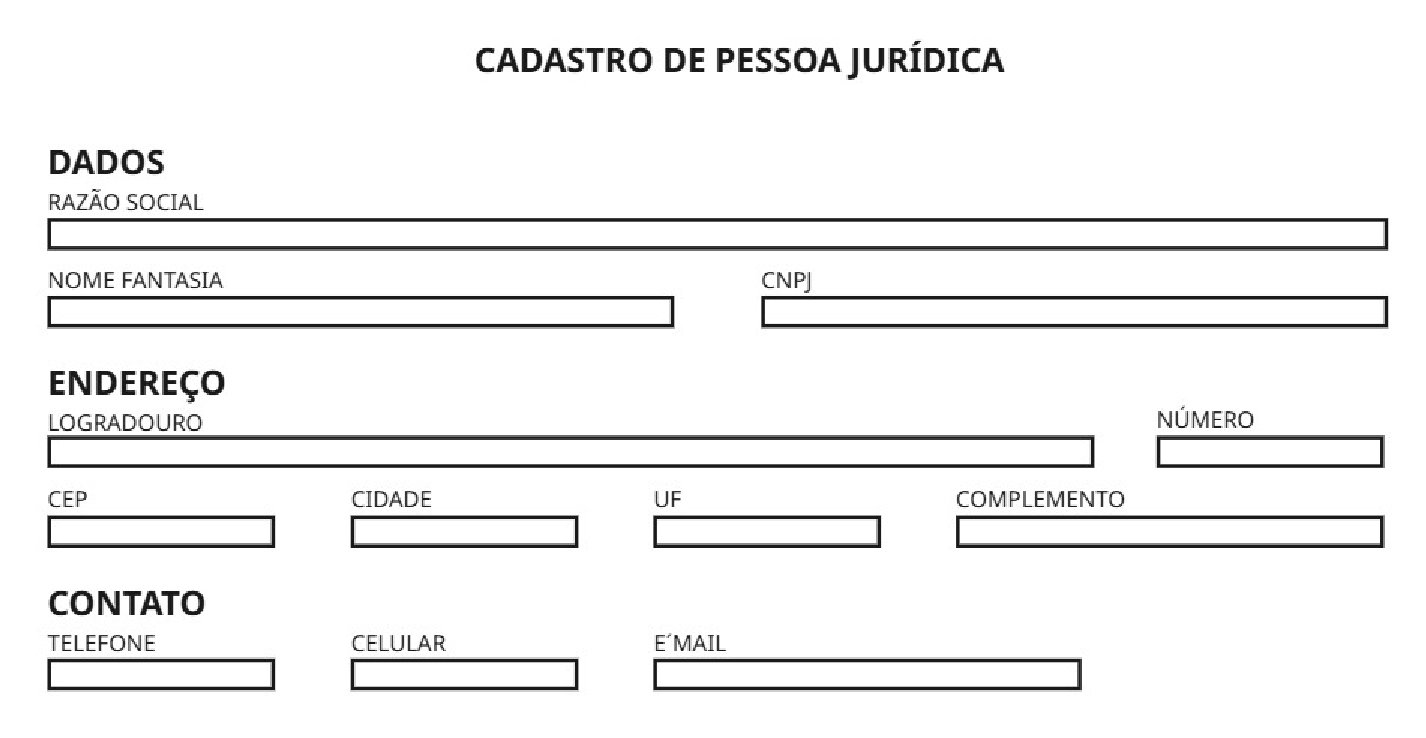 CADASTRO DE PESSOA JURÍDICA
DADOS
RAZÃO SOCIAL
NOME FANTASIA CNPJ
ENDEREÇO
LOGRADOURO NÚMERO
CEP CIDADE UF COMPLEMENTO
CONTATO
TELEFONE CELULAR E´MAIL